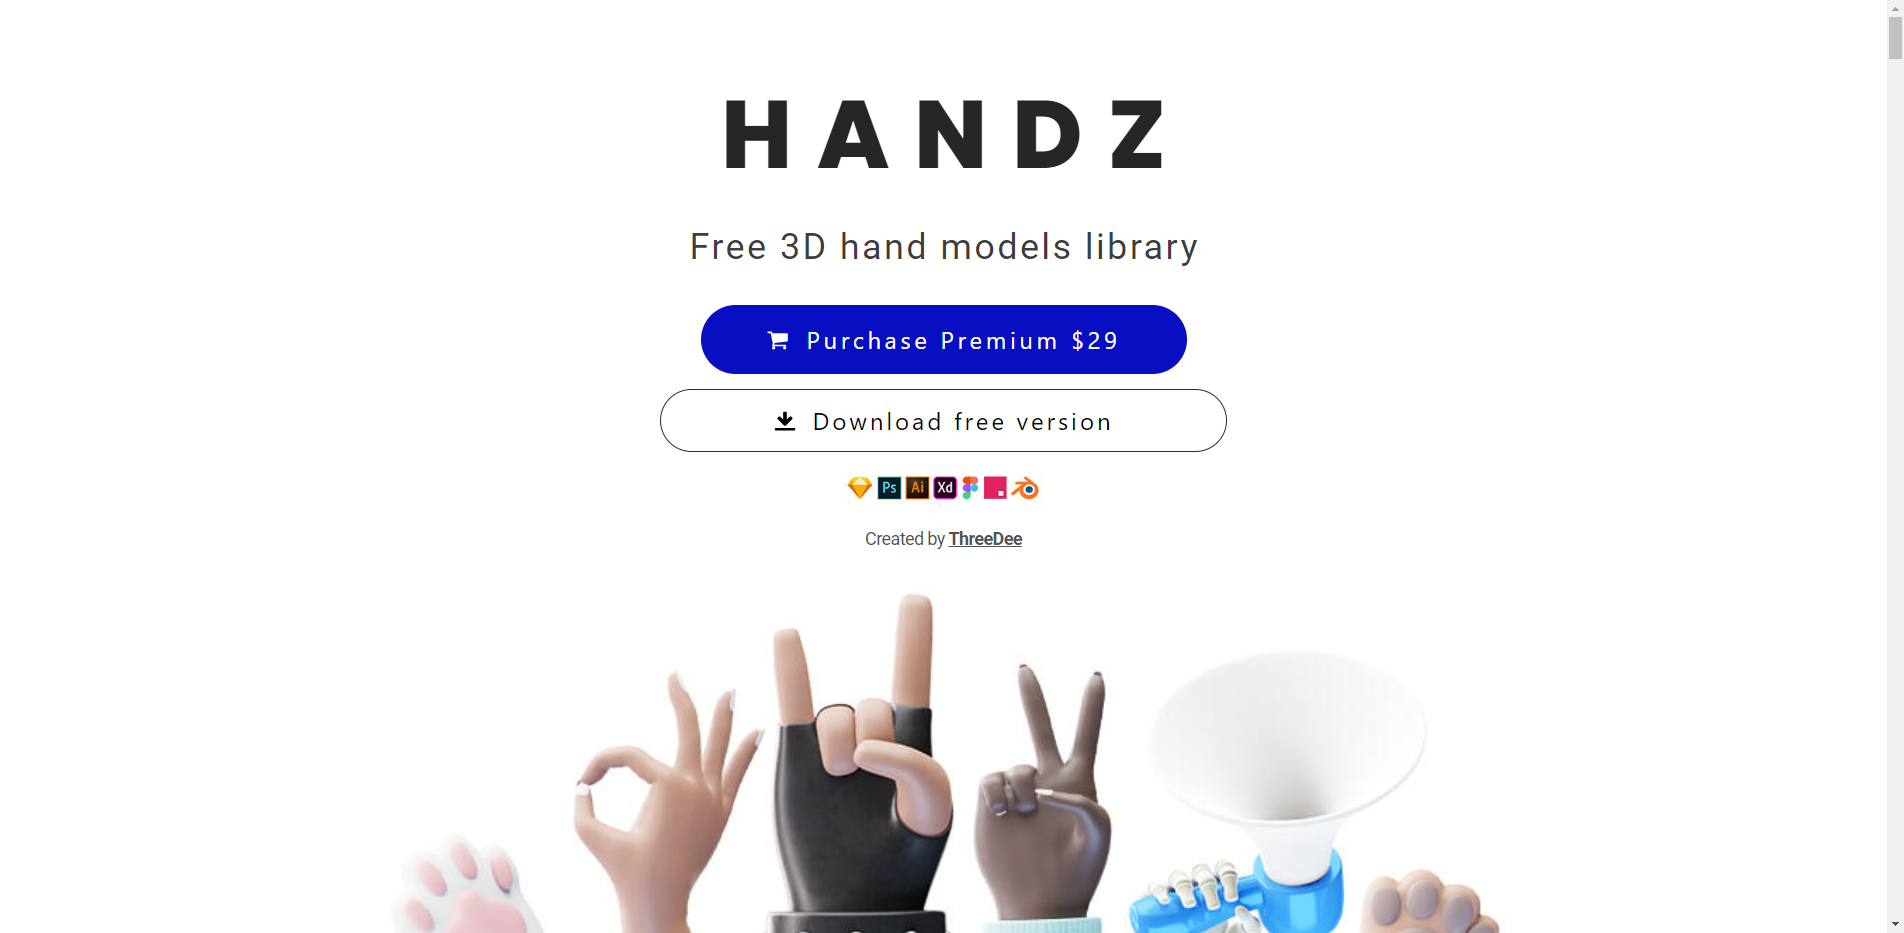 HANDZ
Free 3D hand models library
Purchase Premium $29
Download free version
Ps Ai Xd
Created by ThreeDee